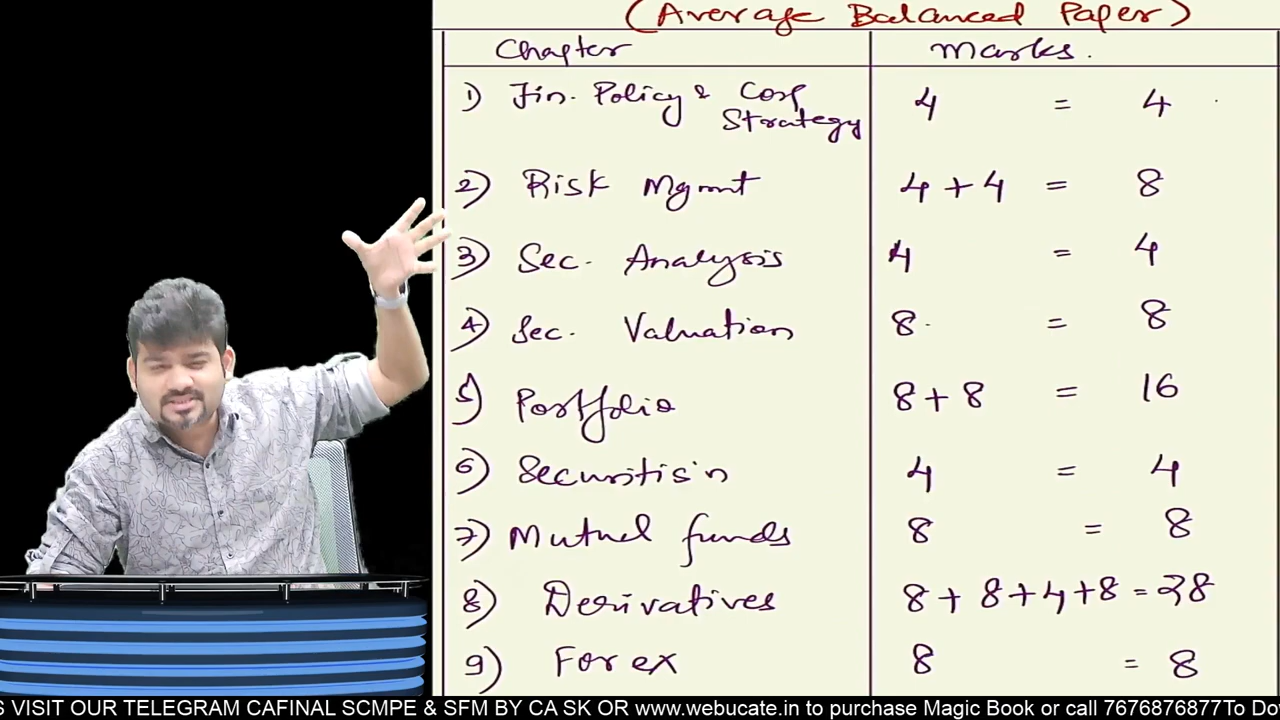 (Average Balanced Paper)
Chapter Marks.
1) Fin. Policy & Corp Strategy 4 = 4
2) Risk Mgmt 4 + 4 = 8
3) Sec. Analysis 4 = 4
4) Sec. Valuation 8 = 8
5) Portfolio 8 + 8 = 16
6) Securitis'n 4 = 4
7) Mutual funds 8 = 8
8) Derivatives 8 + 8 + 4 + 8 = 28
9) Forex 8 = 8
S VISIT OUR TELEGRAM CAFINAL SCMPE & SFM BY CA SK OR www.webucate.in to purchase Magic Book or call 7676876877To Do